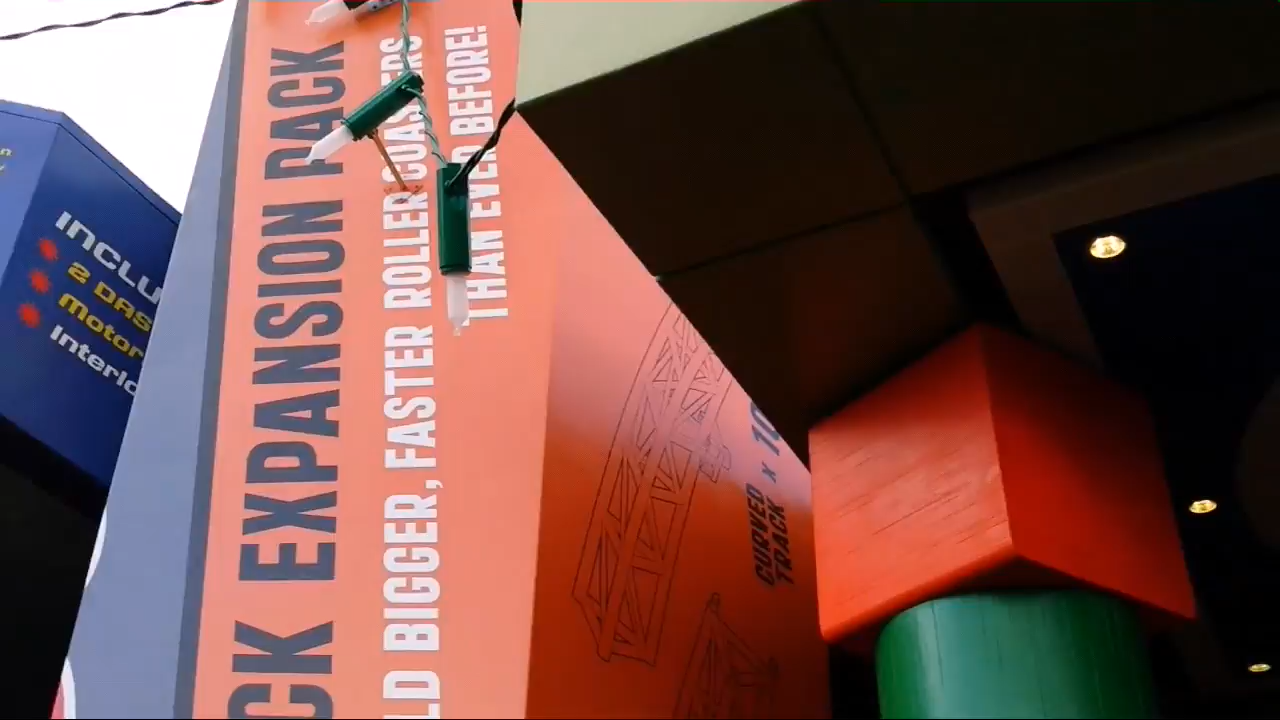 INCLU
2 DAS
Motor
Interlo
CK EXPANSION PACK
LD BIGGER, FASTER ROLLER COASTERS
THAN EVER BEFORE!
CURVED
TRACK x 10